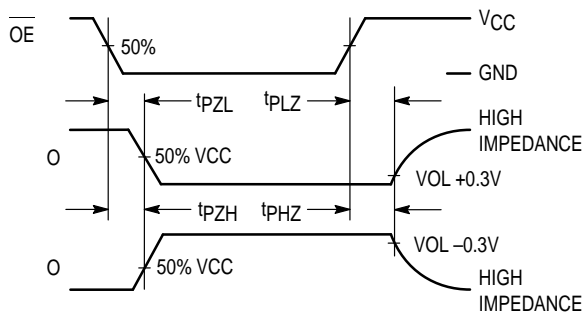 OE
50%
VCC
GND
tPZL
tPLZ
HIGH
IMPEDANCE
O
50% VCC
VOL +0.3V
tPZH
tPHZ
VOL –0.3V
O
50% VCC
HIGH
IMPEDANCE